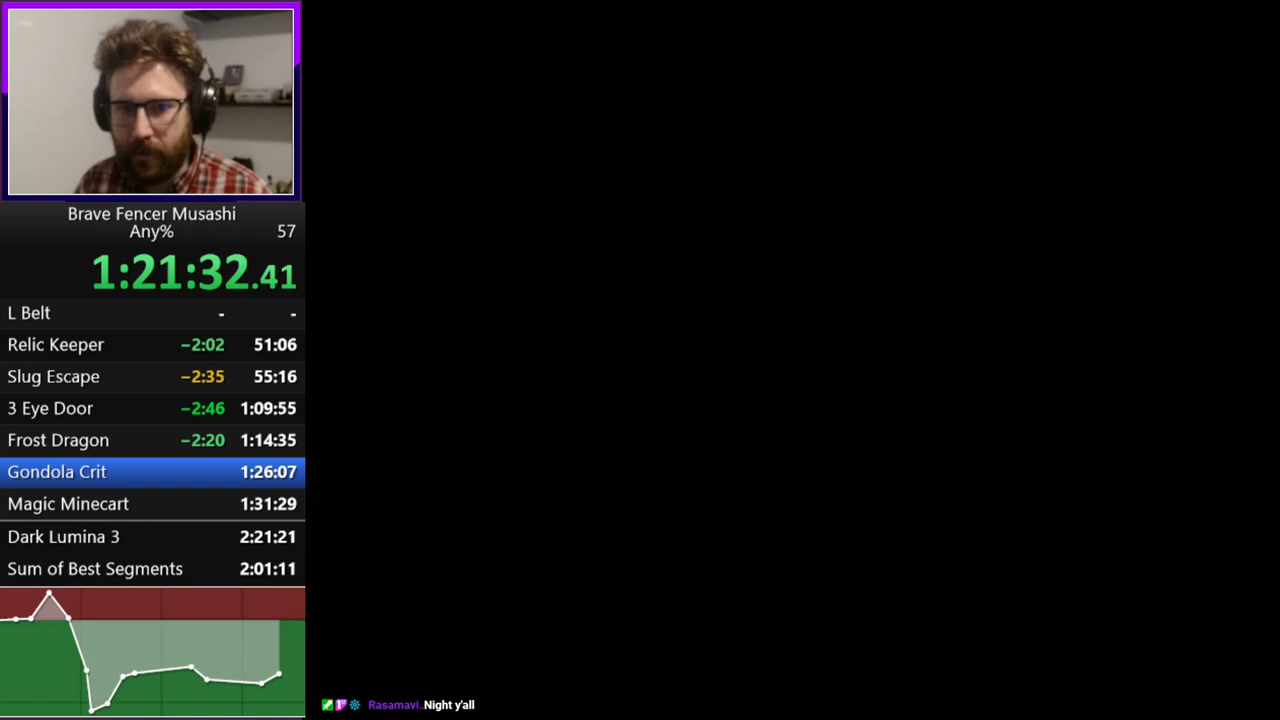 Brave Fencer Musashi
Any% 57
1:21:32.41
L Belt - -
Relic Keeper -2:02 51:06
Slug Escape -2:35 55:16
3 Eye Door -2:46 1:09:55
Frost Dragon -2:20 1:14:35
Gondola Crit 1:26:07
Magic Minecart 1:31:29
Dark Lumina 3 2:21:21
Sum of Best Segments 2:01:11
Rasamavi. Night y'all